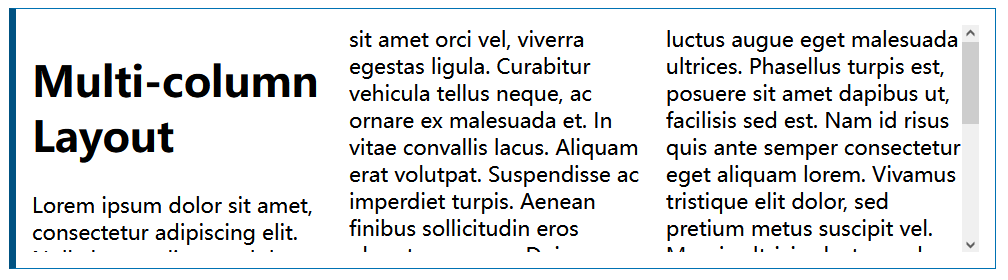 Multi-column
Layout
Lorem ipsum dolor sit amet,
consectetur adipiscing elit.
sit amet orci vel, viverra
egestas ligula. Curabitur
vehicula tellus neque, ac
ornare ex malesuada et. In
vitae convallis lacus. Aliquam
erat volutpat. Suspendisse ac
imperdiet turpis. Aenean
finibus sollicitudin eros
luctus augue eget malesuada
ultrices. Phasellus turpis est,
posuere sit amet dapibus ut,
facilisis sed est. Nam id risus
quis ante semper consectetur
eget aliquam lorem. Vivamus
tristique elit dolor, sed
pretium metus suscipit vel.